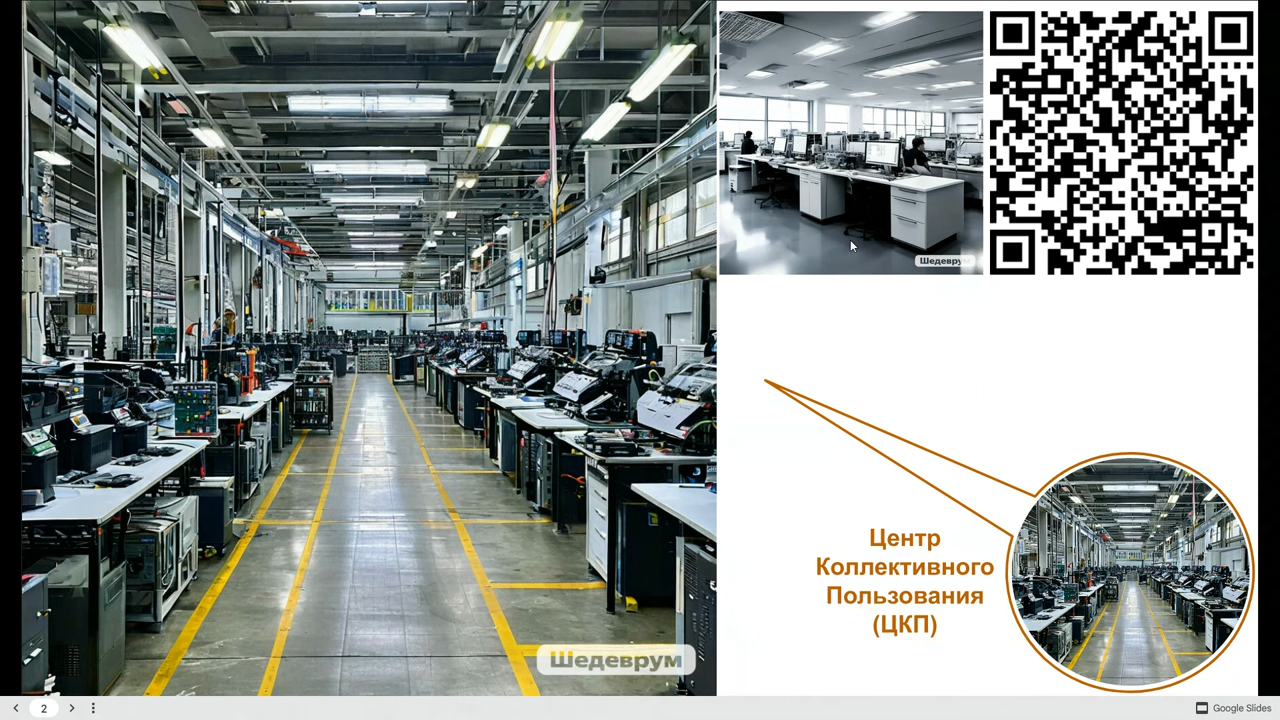 Шедеврум
Шедеврум
Центр
Коллективного
Пользования
(ЦКП)
2
Google Slides